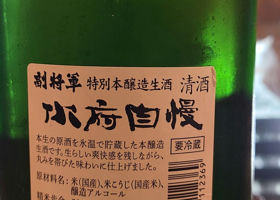 副将軍 特別本醸造生酒 清酒
水府自慢
要冷蔵
本生の原酒を氷温で貯蔵した本醸造
生酒です。生らしい爽快感を残しながら、
丸みを帯びた味わいに仕上げました。
原材料名:米(国産)、米こうじ(国産米)、
醸造アルコール
112369